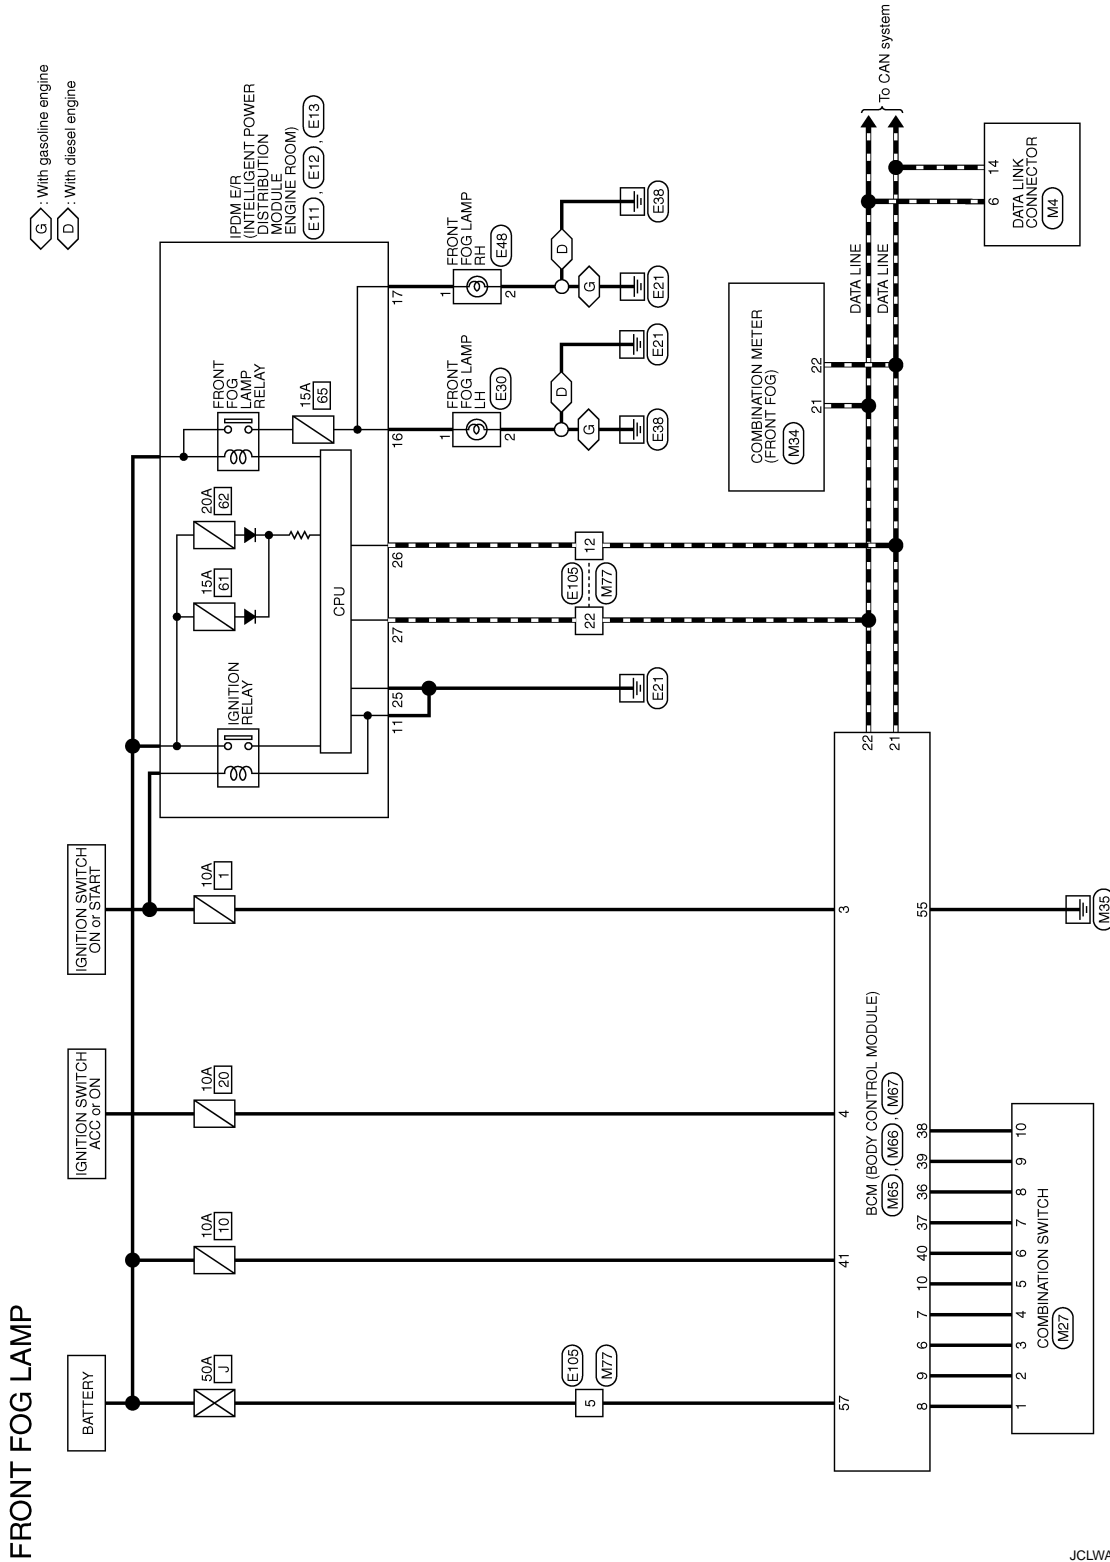 FRONT FOG LAMP
G : With gasoline engine
D : With diesel engine
BATTERY
IGNITION SWITCH
ACC or ON
IGNITION SWITCH
ON or START
50A
J
10A
10
10A
20
10A
1
IPDM E/R
(INTELLIGENT POWER
DISTRIBUTION
MODULE
ENGINE ROOM)
E11 , E12 , E13
IGNITION
RELAY
15A
61
20A
62
FRONT
FOG
LAMP
RELAY
15A
65
CPU
11
25
27
26
16
17
FRONT
FOG LAMP
LH
E30
1
2
FRONT
FOG LAMP
RH
E48
1
2
G
D
G
D
E21
E38
E21
E21
E38
5
E105
M77
22
E105
M77
12
COMBINATION METER
(FRONT FOG)
M34
21
22
DATA LINE
DATA LINE
To CAN system
57
41
4
3
22
21
BCM (BODY CONTROL MODULE)
M65 , M66 , M67
8
9
6
7
10
40
37
36
39
38
55
1
2
3
4
5
6
7
8
9
10
COMBINATION SWITCH
M27
M35
6
14
DATA LINK
CONNECTOR
M4